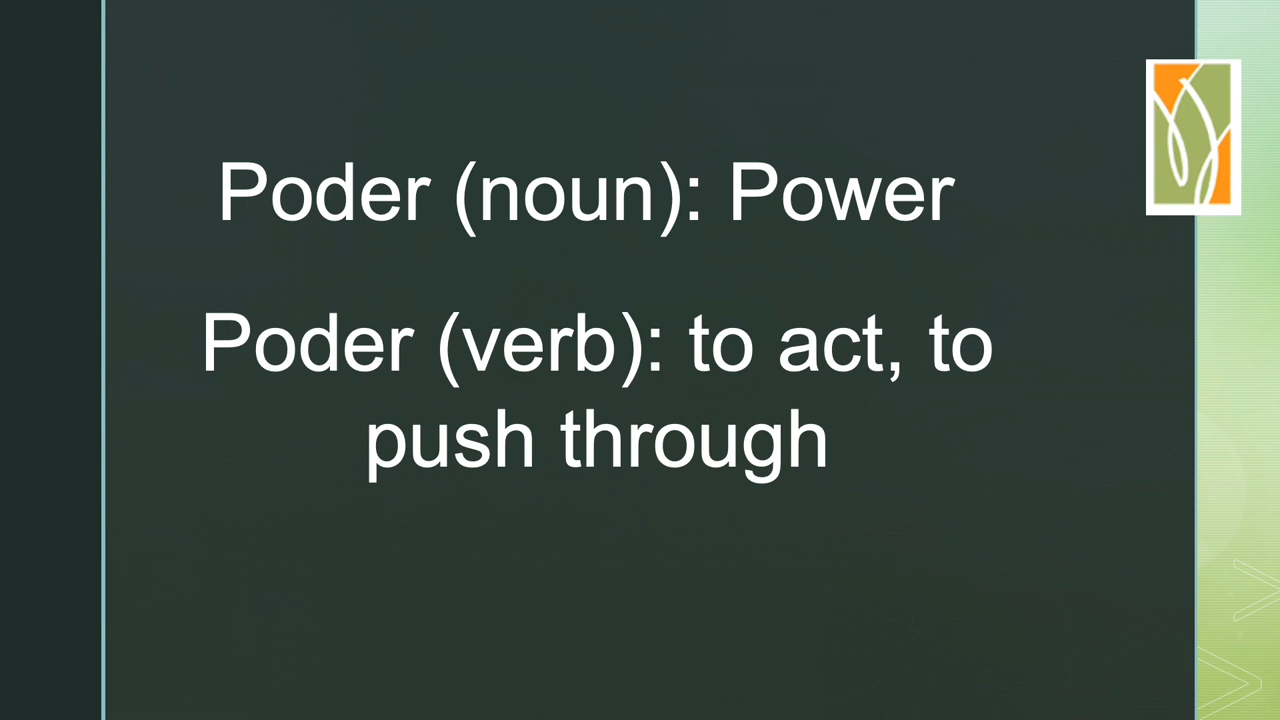 Poder (noun): Power
Poder (verb): to act, to
push through